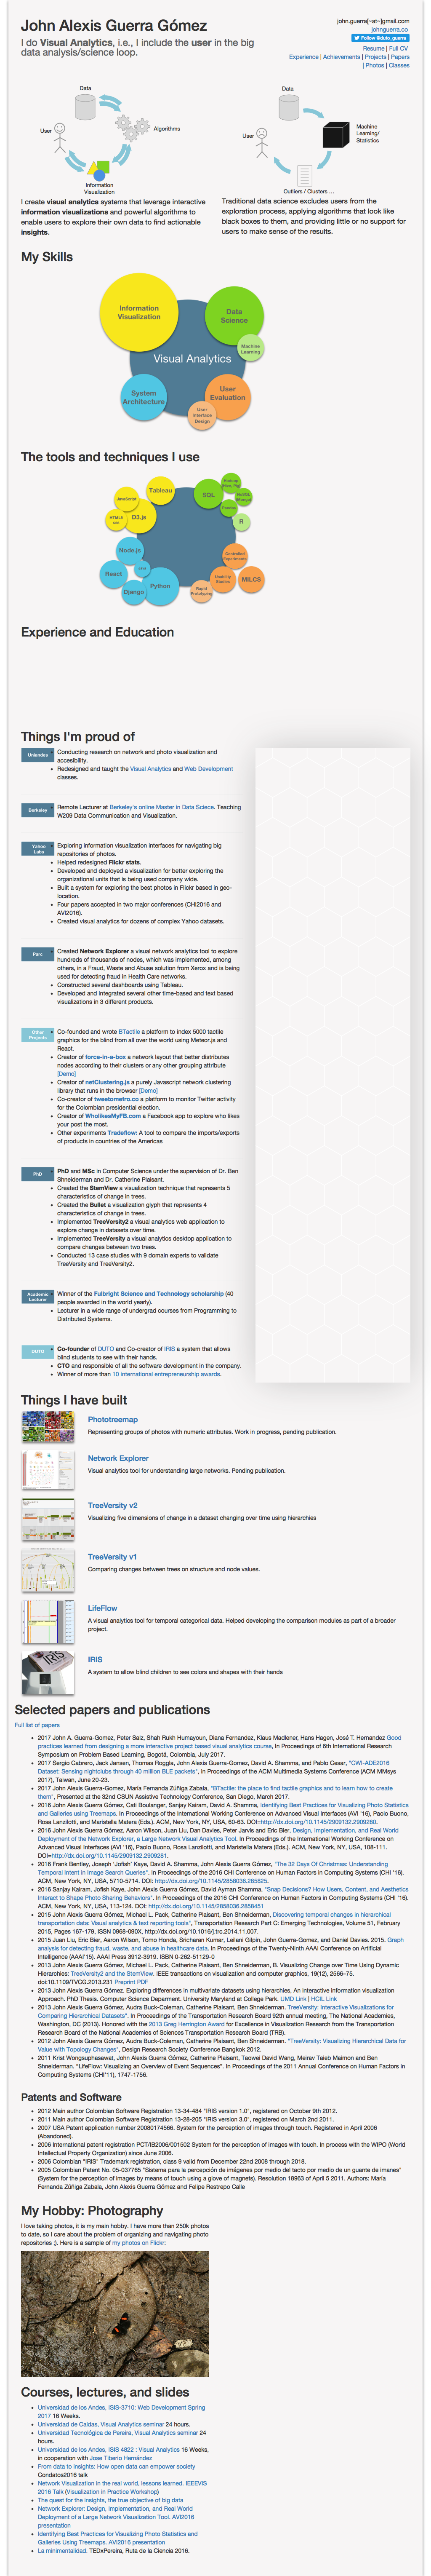 John Alexis Guerra Gómez
I do Visual Analytics, i.e., I include the user in the big
data analysis/science loop.
john.guerra[~at~]gmail.com
johnguerra.co
Follow @duto_guerra
Resume | Full CV
Experience | Achievements | Projects | Papers
| Photos | Classes
Data
User
Algorithms
Information
Visualization
Data
User
Machine
Learning/
Statistics
Outliers / Clusters ...
I create visual analytics systems that leverage interactive
information visualizations and powerful algorithms to
enable users to explore their own data to find actionable
insights.
Traditional data science excludes users from the
exploration process, applying algorithms that look like
black boxes to them, and providing little or no support for
users to make sense of the results.
My Skills
Information
Visualization
Data
Science
Machine
Learning
Visual Analytics
System
Architecture
User
Evaluation
User
Interface
Design
The tools and techniques I use
Tableau
JavaScript
D3.js
HTML5
css
SQL
R
Node.js
Java
React
Django
Python
Controlled
Experiments
Usability
Studies
MILCS
Rapid
Prototyping
Experience and Education
Things I'm proud of
Uniandes
Conducting research on network and photo visualization and
accesibility.
Redesigned and taught the Visual Analytics and Web Development
classes.
Berkeley
Remote Lecturer at Berkeley's online Master in Data Sciece. Teaching
W209 Data Communication and Visualization.
Yahoo
Labs
Exploring information visualization interfaces for navigating big
repositories of photos.
Helped redesigned Flickr stats.
Developed and deployed a visualization for better exploring the
organizational units that is being used company wide.
Built a system for exploring the best photos in Flickr based in geo-
location.
Four papers accepted in two major conferences (CHI2016 and
AVI2016).
Created visual analytics for dozens of complex Yahoo datasets.
Parc
Created Network Explorer a visual network analytics tool to explore
hundreds of thousands of nodes, which was implemented, among
others, in a Fraud, Waste and Abuse solution from Xerox and is being
used for detecting fraud in Health Care networks.
Constructed several dashboards using Tableau.
Developed and integrated several other time-based and text based
visualizations in 3 different products.
Other
Projects
Co-founded and wrote BTactile a platform to index 5000 tactile
graphics for the blind from all over the world using Meteor.js and
React.
Creator of force-in-a-box a network layout that better distributes
nodes according to their clusters or any other grouping attribute
[Demo]
Creator of netClustering.js a purely Javascript network clustering
library that runs in the browser [Demo]
Co-creator of tweetometro.co a platform to monitor Twitter activity
for the Colombian presidential election.
Creator of WholikesMyFB.com a Facebook app to explore who likes
your post the most.
Other experiments Tradeflow: A tool to compare the imports/exports
of products in countries of the Americas
PhD
PhD and MSc in Computer Science under the supervision of Dr. Ben
Shneiderman and Dr. Catherine Plaisant.
Created the StemView a visualization technique that represents 5
characteristics of change in trees.
Created the Bullet a visualization glyph that represents 4
characteristics of change in trees.
Implemented TreeVersity2 a visual analytics web application to
explore change in datasets over time.
Implemented TreeVersity a visual analytics desktop application to
compare changes between two trees.
Conducted 13 case studies with 9 domain experts to validate
TreeVersity and TreeVersity2.
Academic
Lecturer
Winner of the Fulbright Science and Technology scholarship (40
people awarded in the world yearly).
Lecturer in a wide range of undergrad courses from Programming to
Distributed Systems.
DUTO
Co-founder of DUTO and Co-creator of IRIS a system that allows
blind students to see with their hands.
CTO and responsible of all the software development in the company.
Winner of more than 10 international entrepreneurship awards.
Things I have built
Phototreemap
Representing groups of photos with numeric attributes. Work in progress, pending publication.
Network Explorer
Visual analytics tool for understanding large networks. Pending publication.
TreeVersity v2
Visualizing five dimensions of change in a dataset changing over time using hierarchies
TreeVersity v1
Comparing changes between trees on structure and node values.
LifeFlow
A visual analytics tool for temporal categorical data. Helped developing the comparison modules as part of a broader
project.
IRIS
A system to allow blind children to see colors and shapes with their hands
Selected papers and publications
Full list of papers
2017 John A. Guerra-Gomez, Peter Salz, Shah Rukh Humayoun, Diana Fernandez, Klaus Madlener, Hans Hagen, José T. Hernandez Good
practices learned from designing a more interactive project based visual analytics course, In Proceedings of 6th International Research
Symposium on Problem Based Learning, Bogotá, Colombia, July 2017.
2017 Sergio Cabrero, Jack Jansen, Thomas Roggla, John Alexis Guerra Gomez, David A. Shamma, and Pablo Cesar, "CWI-ADE2016
Dataset: Sensing nightclubs through 40 million BLE packets", in Proceedings of the ACM Multimedia Systems Conference (ACM MMsys
2017), Taiwan, June 20-23.
2017 John Alexis Guerra-Gomez, María Fernanda Zúñiga Zabala, "BTactile: the place to find tactile graphics and to learn how to create
them", Presented at the 32nd CSUN Assistive Technology Conference, San Diego, March 2017.
2016 John Alexis Guerra Gómez, Cati Boulanger, Sanjay Kairam, David A. Shamma, Identifying Best Practices for Visualizing Photo Statistics
and Galleries using Treemaps. In Proceedings of the International Working Conference on Advanced Visual Interfaces (AVI '16), Paolo Buono,
Rosa Lanzilotti, and Maristella Matera (Eds.). ACM, New York, NY, USA, 60-63. DOI=http://dx.doi.org/10.1145/2909132.2909280.
2016 John Alexis Guerra Gómez, Aaron Wilson, Juan Liu, Dan Davies, Peter Jarvis and Eric Bier, Design, Implementation, and Real World
Deployment of the Network Explorer, a Large Network Visual Analytics Tool. In Proceedings of the International Working Conference on
Advanced Visual Interfaces (AVI '16), Paolo Buono, Rosa Lanzilotti, and Maristella Matera (Eds.). ACM, New York, NY, USA, 108-111.
DOI=http://dx.doi.org/10.1145/2909132.2909281.
2016 Frank Bentley, Joseph 'Jofish' Kaye, David A. Shamma, John Alexis Guerra Gómez, "The 32 Days Of Christmas: Understanding
Temporal Intent in Image Search Queries". In Proceedings of the 2016 CHI Conference on Human Factors in Computing Systems (CHI '16).
ACM, New York, NY, USA, 5710-5714. DOI: http://dx.doi.org/10.1145/2858036.285825.
2016 Sanjay Kairam, Jofish Kaye, John Alexis Guerra Gómez, David Ayman Shamma, "Snap Decisions? How Users, Content, and Aesthetics
Interact to Shape Photo Sharing Behaviors". In Proceedings of the 2016 CHI Conference on Human Factors in Computing Systems (CHI '16).
ACM, New York, NY, USA, 113-124. DOI: http://dx.doi.org/10.1145/2858036.2858451
2015 John Alexis Guerra Gómez, Michael L. Pack, Catherine Plaisant, Ben Shneiderman, Discovering temporal changes in hierarchical
transportation data: Visual analytics & text reporting tools", Transportation Research Part C: Emerging Technologies, Volume 51, February
2015, Pages 167-179, ISSN 0968-090X, http://dx.doi.org/10.1016/j.trc.2014.11.007.
2015 Juan Liu, Eric Bier, Aaron Wilson, Tomo Honda, Sricharan Kumar, Leilani Gilpin, John Guerra-Gomez, and Daniel Davies. 2015. Graph
analysis for detecting fraud, waste, and abuse in healthcare data. In Proceedings of the Twenty-Ninth AAAI Conference on Artificial
Intelligence (AAAI'15). AAAI Press 3912-3919. ISBN 0-262-51129-0
2013 John Alexis Guerra Gómez, Michael L. Pack, Catherine Plaisant, Ben Shneiderman, B. Visualizing Change over Time Using Dynamic
Hierarchies: TreeVersity2 and the StemView. IEEE transactions on visualization and computer graphics, 19(12), 2566–75.
doi:10.1109/TVCG.2013.231 Preprint PDF
2013 John Alexis Guerra Gómez. Exploring differences in multivariate datasets using hierarchies, An interactive information visualization
Approach. PhD Thesis. Computer Science Department. University Maryland at College Park. UMD Link | HCIL Link
2013 John Alexis Guerra Gómez, Audra Buck-Coleman, Catherine Plaisant, Ben Shneiderman. TreeVersity: Interactive Visualizations for
Comparing Hierarchical Datasets". In Proceedings of the Transportation Research Board 92th annual meeting, The National Academies,
Washington, DC (2013). Honored with the 2013 Greg Herrington Award for Excellence in Visualization Research from the Transportation
Research Board of the National Academies of Sciences Transportation Research Board (TRB).
2012 John Alexis Guerra Gómez, Audra Buck-Coleman, Catherine Plaisant, Ben Shneiderman. "TreeVersity: Visualizing Hierarchical Data for
Value with Topology Changes", Design Research Society Conference Bangkok 2012.
2011 Krist Wongsuphasawat, John Alexis Guerra Gómez, Catherine Plaisant, Taowei David Wang, Meirav Taieb Maimon and Ben
Shneiderman. "LifeFlow: Visualizing an Overview of Event Sequences". In Proceedings of the 2011 Annual Conference on Human Factors in
Computing Systems (CHI'11), 1747-1756.
Patents and Software
2012 Main author Colombian Software Registration 13-34-484 "IRIS version 1.0", registered on October 9th 2012.
2011 Main author Colombian Software Registration 13-28-205 "IRIS version 3.0", registered on March 2nd 2011.
2007 USA Patent application number 20080174566. System for the perception of images through touch. Registered in April 2006
(Abandoned).
2006 International patent registration PCT/IB2006/001502 System for the perception of images with touch. In process with the WIPO (World
Intellectual Property Organization) since June 2006.
2006 Colombian "IRIS" Trademark registration, class 9 valid from December 22nd 2008 through 2018.
2005 Colombian Patent No. 05-037765 "Sistema para la percepción de imágenes por medio del tacto por medio de un guante de imanes"
(System for the perception of images by means of touch using a glove of magnets). Resolution 18963 of April 5 2011. Authors: María
Fernanda Zúñiga Zabala, John Alexis Guerra Gómez and Felipe Restrepo Calle
My Hobby: Photography
I love taking photos, it is my main hobby. I have more than 250k photos
to date, so I care about the problem of organizing and navigating photo
repositories ;). Here is a sample of my photos on Flickr:
Courses, lectures, and slides
Universidad de los Andes, ISIS-3710: Web Development Spring
2017 16 Weeks.
Universidad de Caldas, Visual Analytics seminar 24 hours.
Universidad Tecnológica de Pereira, Visual Analytics seminar 24
hours.
Universidad de los Andes, ISIS 4822 : Visual Analytics 16 Weeks,
in cooperation with Jose Tiberio Hernández
From data to insights: How open data can empower society
Condatos2016 talk
Network Visualization in the real world, lessons learned. IEEEVIS
2016 Talk (Visualization in Practice Workshop)
The quest for the insights, the true objective of big data
Network Explorer: Design, Implementation, and Real World
Deployment of a Large Network Visualization Tool. AVI2016
presentation
Identifying Best Practices for Visualizing Photo Statistics and
Galleries Using Treemaps. AVI2016 presentation
La minimentalidad. TEDxPereira, Ruta de la Ciencia 2016.